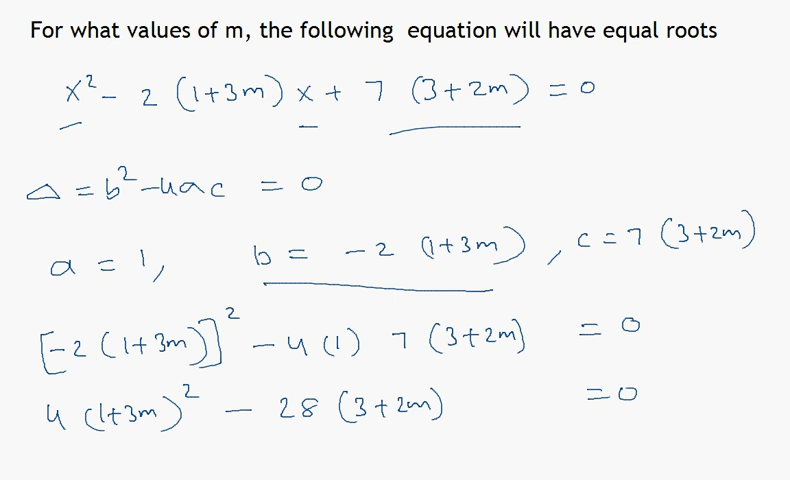 For what values of m, the following equation will have equal roots
x² - 2 (1+3m) x + 7 (3+2m) = 0
Δ = b² - 4ac = 0
a = 1, b = -2 (1+3m), c = 7 (3+2m)
[-2 (1+3m)]² - 4 (1) 7 (3+2m) = 0
4 (1+3m)² - 28 (3+2m) = 0